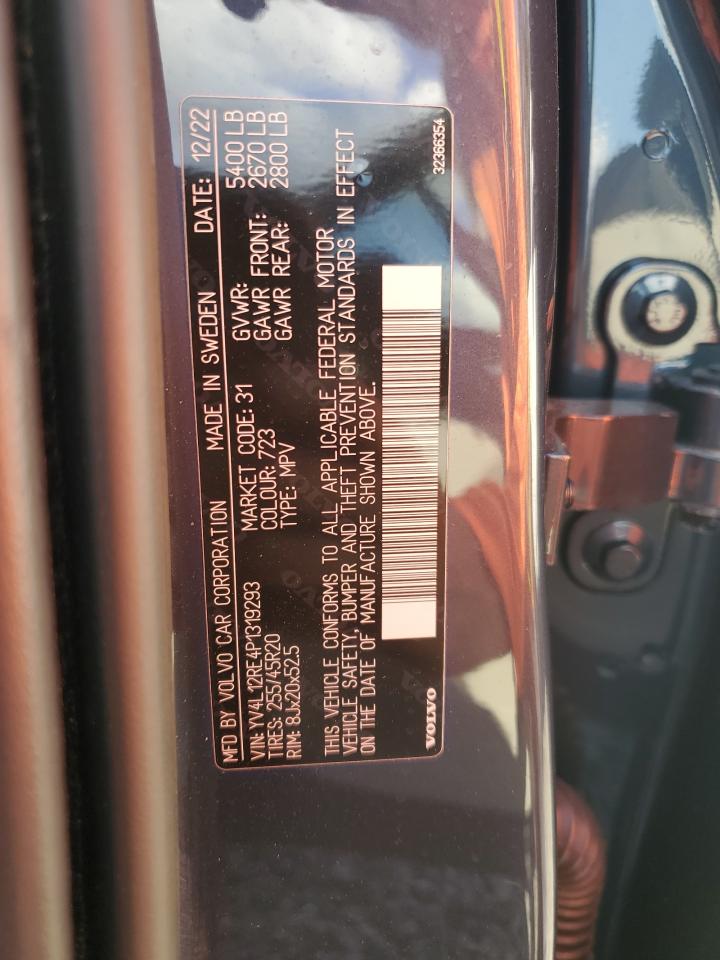 MFD BY VOLVO CAR CORPORATION MADE IN SWEDEN DATE: 12/22
VIN: YV4L12RE4P1319293 MARKET CODE: 31 GVWR: 5400 LB
TIRES: 255/45R20 COLOUR: 723 GAWR FRONT: 2670 LB
RIM: 8Jx20x52.5 TYPE: MPV GAWR REAR: 2800 LB
THIS VEHICLE CONFORMS TO ALL APPLICABLE FEDERAL MOTOR
VEHICLE SAFETY, BUMPER AND THEFT PREVENTION STANDARDS IN EFFECT
ON THE DATE OF MANUFACTURE SHOWN ABOVE.
VOLVO 32366354